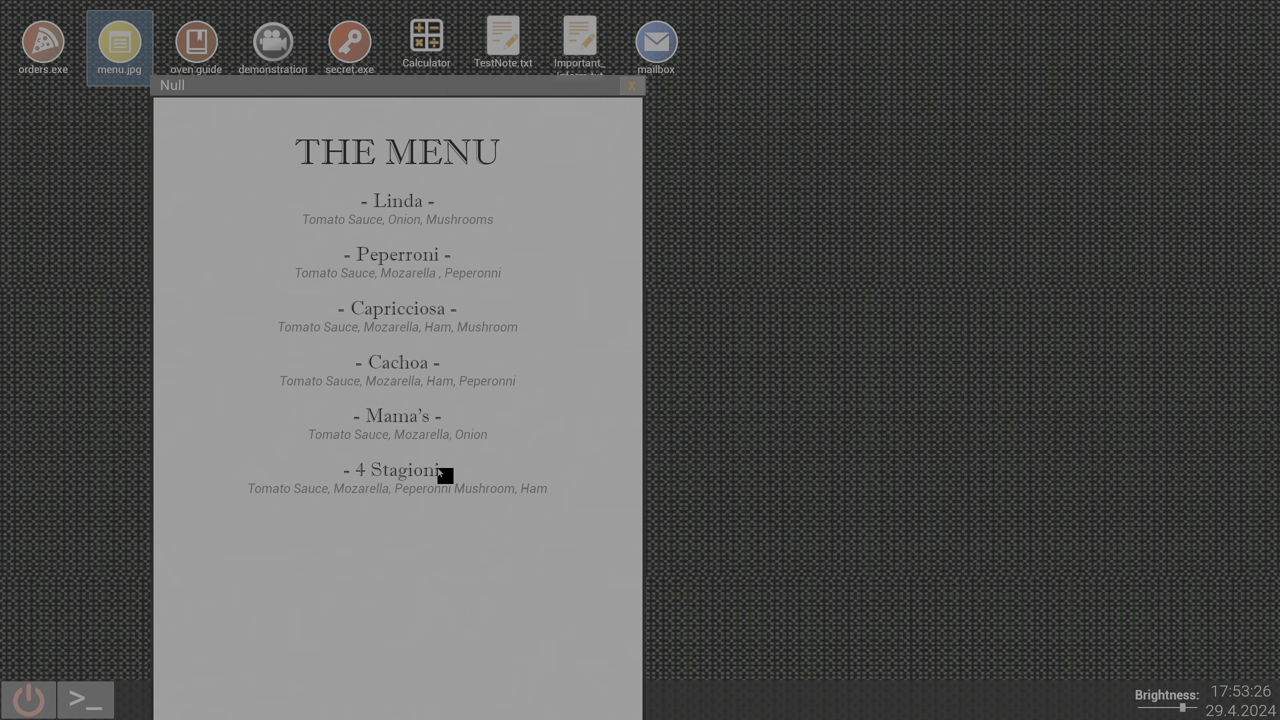 orders.exe
menu.jpg
oven guide
demonstration
secret.exe
Calculator
TestNote.txt
Important_
mailbox
Null
X
THE MENU
- Linda -
Tomato Sauce, Onion, Mushrooms
- Peperroni -
Tomato Sauce, Mozarella , Peperonni
- Capricciosa -
Tomato Sauce, Mozarella, Ham, Mushroom
- Cachoa -
Tomato Sauce, Mozarella, Ham, Peperonni
- Mama's -
Tomato Sauce, Mozarella, Onion
- 4 Stagioni
Tomato Sauce, Mozarella, Peperonni Mushroom, Ham
>_
Brightness:
17:53:26
29.4.2024